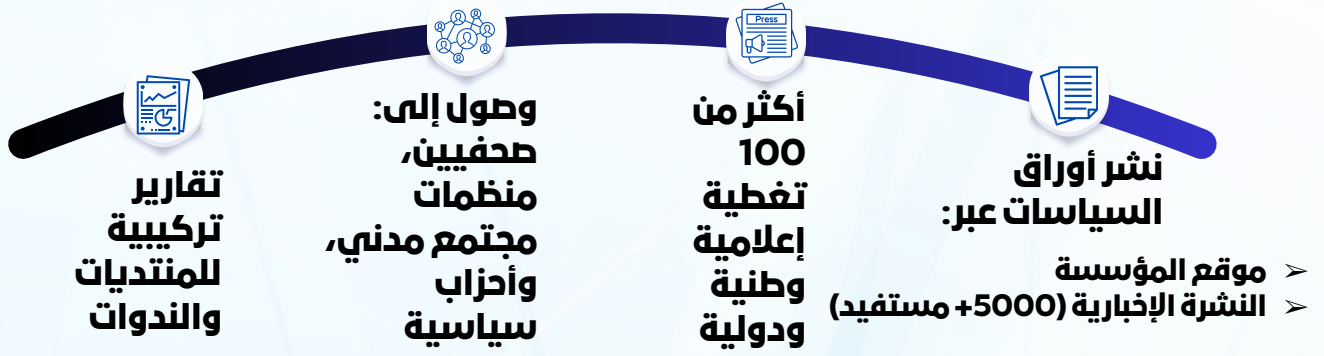 Press
نشر أوراق
السياسات عبر:
➢ موقع المؤسسة
➢ النشرة الإخبارية (5000+ مستفيد)
أكثر من
100
تغطية
إعلامية
وطنية
ودولية
وصول إلى:
صحفيين،
منظمات
مجتمع مدني،
وأحزاب
سياسية
تقارير
تركيبية
للمنتديات
والندوات